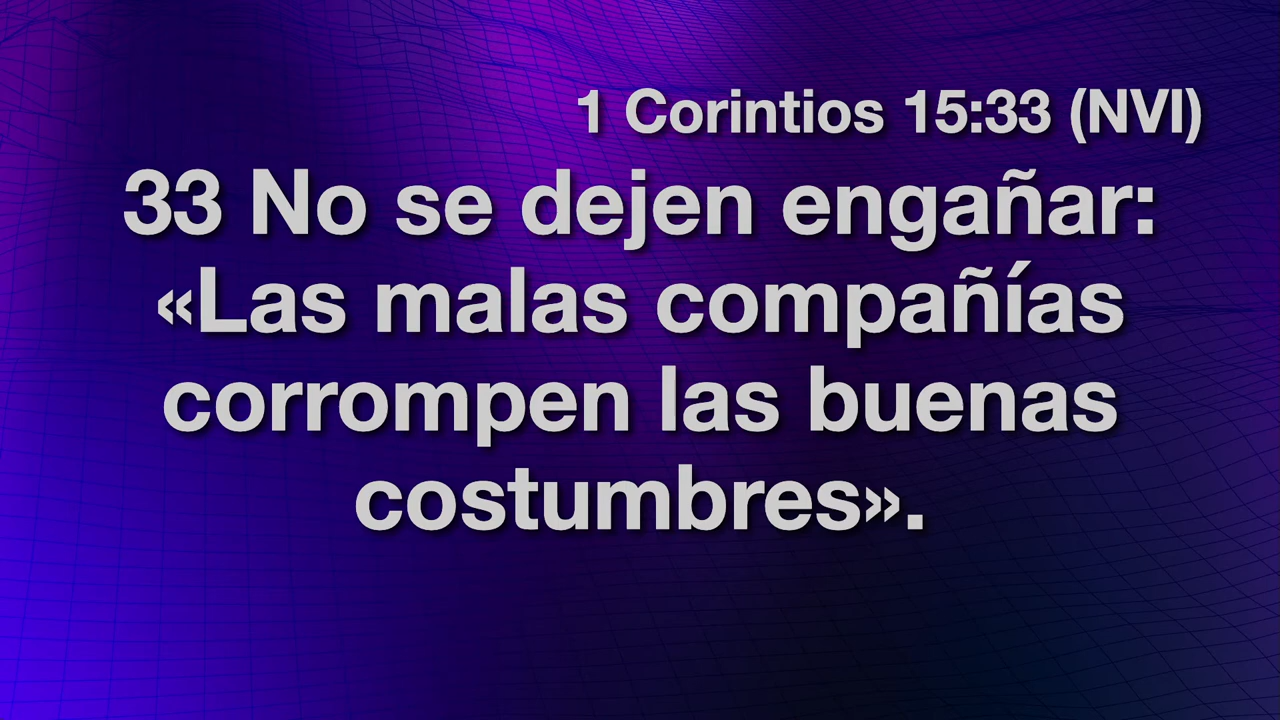 1 Corintios 15:33 (NVI)
33 No se dejen engañar:
«Las malas compañías
corrompen las buenas
costumbres».